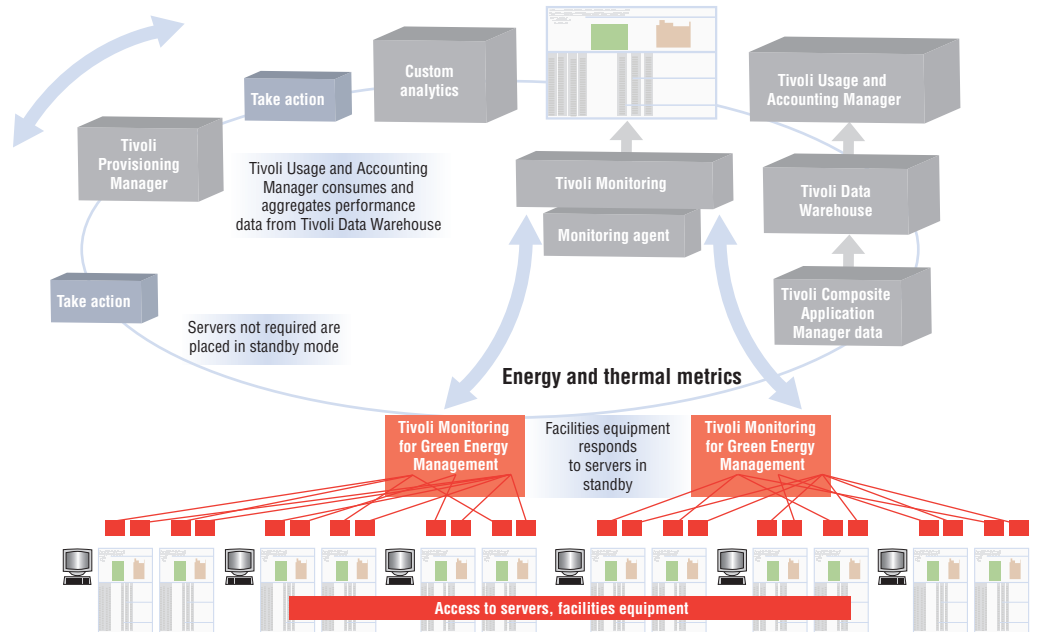 Custom
analytics
Tivoli Usage and
Accounting Manager
Take action
Tivoli
Provisioning
Manager
Tivoli Usage and Accounting
Manager consumes and
aggregates performance
data from Tivoli Data Warehouse
Tivoli Monitoring
Monitoring agent
Tivoli Data
Warehouse
Take action
Servers not required are
placed in standby mode
Tivoli Composite
Application
Manager data
Energy and thermal metrics
Tivoli Monitoring
for Green Energy
Management
Facilities equipment
responds
to servers in
standby
Tivoli Monitoring
for Green Energy
Management
Access to servers, facilities equipment